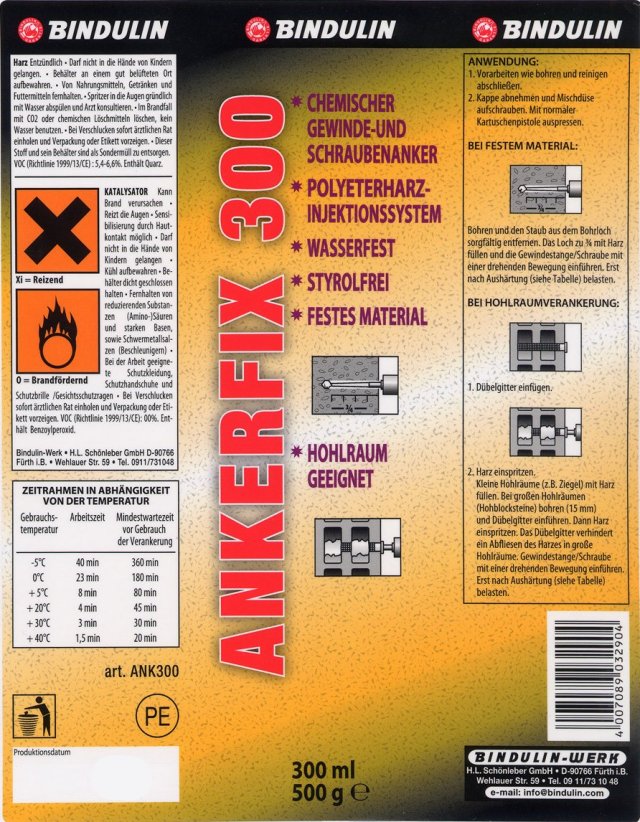 BINDULIN
Harz Entzündlich • Darf nicht in die Hände von Kindern
gelangen. • Behälter an einem gut belüfteten Ort
aufbewahren. • Von Nahrungsmitteln, Getränken und
Futtermitteln fernhalten. • Spritzer in die Augen gründlich
mit Wasser abspülen und Arzt konsultieren. • Im Brandfall
mit CO2 oder chemischen Löschmitteln löschen, kein
Wasser benutzen. • Bei Verschlucken sofort ärztlichen Rat
einholen und Verpackung oder Etikett vorzeigen. • Dieser
Stoff und sein Behälter sind als Sondermüll zu entsorgen.
VOC (Richtlinie 1999/13/CE) : 5,4-6,6%. Enthält Quarz.
Xi = Reizend
O = Brandfördernd
KATALYSATOR Kann
Brand verursachen •
Reizt die Augen • Sensi-
bilisierung durch Haut-
kontakt möglich • Darf
nicht in die Hände von
Kindern gelangen •
Kühl aufbewahren • Be-
hälter dicht geschlossen
halten • Fernhalten von
reduzierenden Substan-
zen (Amino-)Säuren
und starken Basen,
sowie Schwermetallsal-
zen (Beschleunigern) •
Bei der Arbeit geeigne-
te Schutzkleidung,
Schutzhandschuhe und
Schutzbrille /Gesichtsschutzragen • Bei Verschlucken
sofort ärztlichen Rat einholen und Verpackung oder Eti-
kett vorzeigen. VOC (Richtlinie 1999/13/CE): 00%. Ent-
hält Benzoylperoxid.
Bindulin-Werk • H.L. Schönleber GmbH D-90766
Fürth i.B. • Wehlauer Str. 59 • Tel. 0911/731048
ZEITRAHMEN IN ABHÄNGIGKEIT
VON DER TEMPERATUR
Gebrauchs- Arbeitszeit Mindestwartezeit
temperatur vor Gebrauch
der Verankerung
-5°C 40 min 360 min
0°C 23 min 180 min
+ 5°C 8 min 80 min
+ 20°C 4 min 45 min
+ 30°C 3 min 30 min
+ 40°C 1,5 min 20 min
art. ANK300
PE
Produktionsdatum
BINDULIN
ANKERFIX 300
* CHEMISCHER
GEWINDE-UND
SCHRAUBENANKER
* POLYETERHARZ-
INJEKTIONSSYSTEM
* WASSERFEST
* STYROLFREI
* FESTES MATERIAL
¾
* HOHLRAUM
GEEIGNET
300 ml
500 g ℮
BINDULIN
ANWENDUNG:
1. Vorarbeiten wie bohren und reinigen
abschließen.
2. Kappe abnehmen und Mischdüse
aufschrauben. Mit normaler
Kartuschenpistole auspressen.
BEI FESTEM MATERIAL:
¾
Bohren und den Staub aus dem Bohrloch
sorgfältig entfernen. Das Loch zu ¾ mit Harz
füllen und die Gewindestange/Schraube mit
einer drehenden Bewegung einführen. Erst
nach Aushärtung (siehe Tabelle) belasten.
BEI HOHLRAUMVERANKERUNG:
1. Dübelgitter einfügen.
2. Harz einspritzen.
Kleine Hohlräume (z.B. Ziegel) mit Harz
füllen. Bei großen Hohlräumen
(Hohblocksteine) bohren (15 mm)
und Dübelgitter einführen. Dann Harz
einspritzen. Das Dübelgitter verhindert
ein Abfliesen des Harzes in große
Hohlräume. Gewindestange/Schraube
mit einer drehenden Bewegung einführen.
Erst nach Aushärtung (siehe Tabelle)
belasten.
4 007089 032904
BINDULIN-WERK
H.L. Schönleber GmbH • D-90766 Fürth i.B.
Wehlauer Str. 59 • Tel. 09 11/73 10 48
e-mail: info@bindulin.com